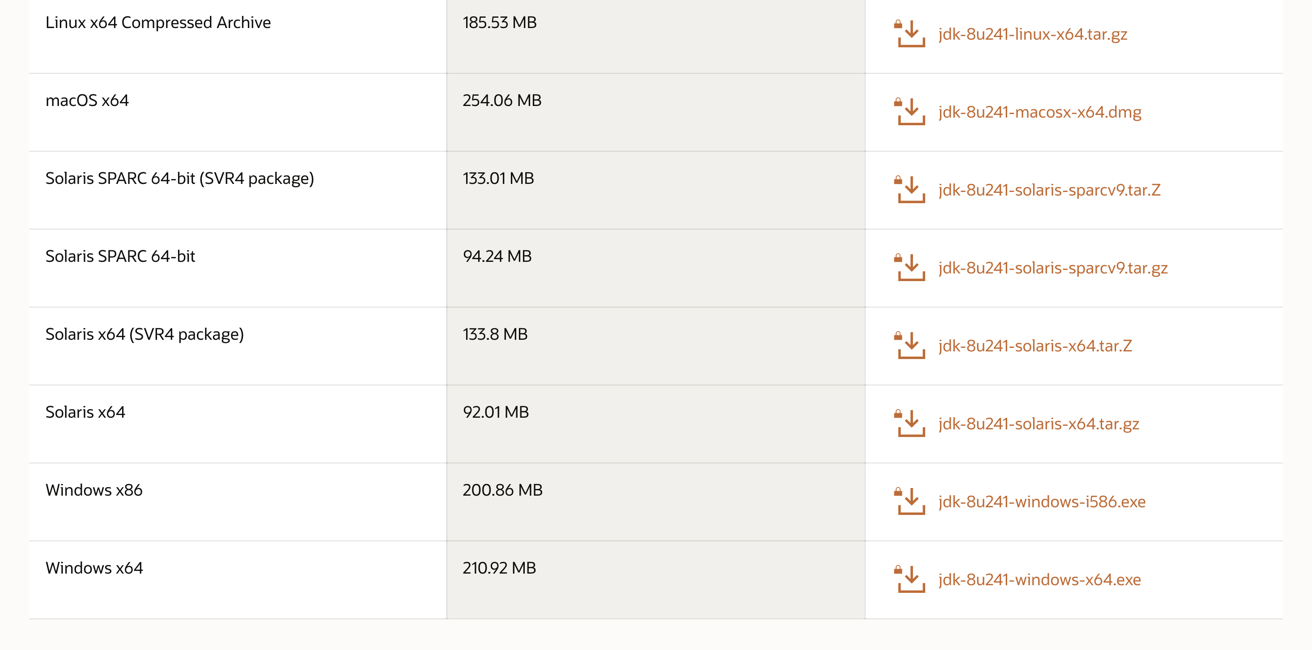 Linux x64 Compressed Archive 185.53 MB jdk-8u241-linux-x64.tar.gz
macOS x64 254.06 MB jdk-8u241-macosx-x64.dmg
Solaris SPARC 64-bit (SVR4 package) 133.01 MB jdk-8u241-solaris-sparcv9.tar.Z
Solaris SPARC 64-bit 94.24 MB jdk-8u241-solaris-sparcv9.tar.gz
Solaris x64 (SVR4 package) 133.8 MB jdk-8u241-solaris-x64.tar.Z
Solaris x64 92.01 MB jdk-8u241-solaris-x64.tar.gz
Windows x86 200.86 MB jdk-8u241-windows-i586.exe
Windows x64 210.92 MB jdk-8u241-windows-x64.exe